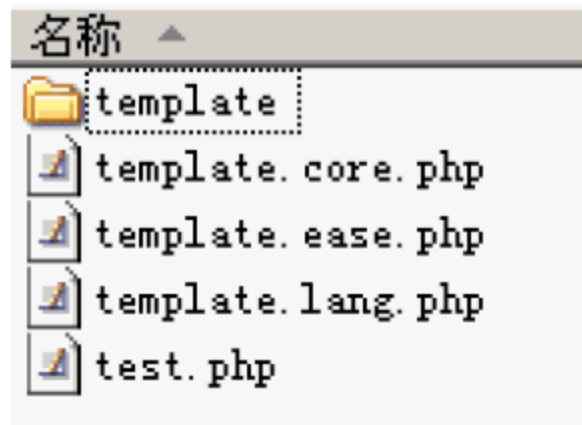 名称
template
template.core.php
template.ease.php
template.lang.php
test.php